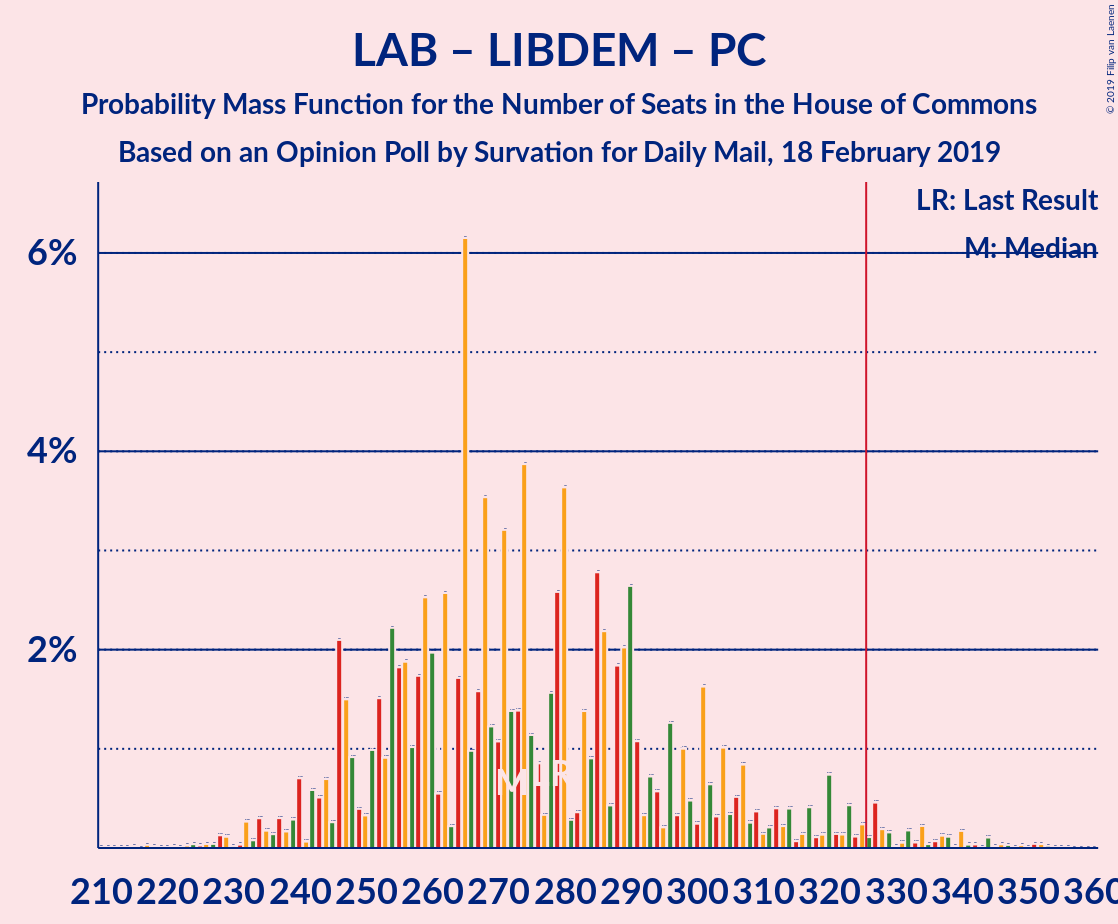 LAB – LIBDEM – PC
Probability Mass Function for the Number of Seats in the House of Commons
Based on an Opinion Poll by Survation for Daily Mail, 18 February 2019
© 2019 Filip van Laenen
LR: Last Result
M: Median
6%
4%
2%
M LR
210 220 230 240 250 260 270 280 290 300 310 320 330 340 350 360